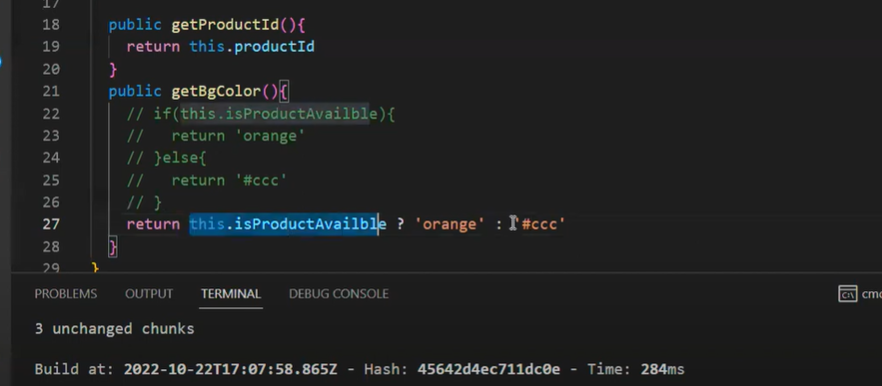 17
18 public getProductId(){
19 return this.productId
20 }
21 public getBgColor(){
22 // if(this.isProductAvailble){
23 // return 'orange'
24 // }else{
25 // return '#ccc'
26 // }
27 return this.isProductAvailble ? 'orange' : '#ccc'
28 }
29 }
PROBLEMS OUTPUT TERMINAL DEBUG CONSOLE cmd
3 unchanged chunks
Build at: 2022-10-22T17:07:58.865Z - Hash: 45642d4ec711dc0e - Time: 284ms